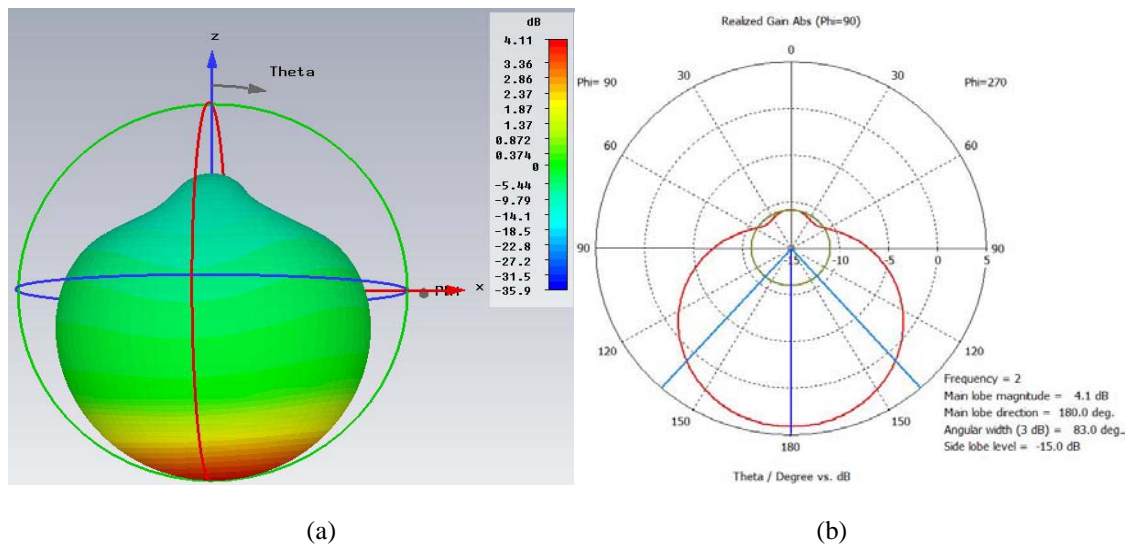 z
Theta
x
dB
4.11
3.36
2.86
2.37
1.87
1.37
0.872
0.374
0
-5.44
-9.79
-14.1
-18.5
-22.8
-27.2
-31.5
-35.9
(a)
Realized Gain Abs (Phi=90)
Phi= 90
Phi=270
0
30
30
60
60
90
90
-15
-10
-5
0
5
120
120
150
150
180
Frequency = 2
Main lobe magnitude = 4.1 dB
Main lobe direction = 180.0 deg.
Angular width (3 dB) = 83.0 deg.
Side lobe level = -15.0 dB
Theta / Degree vs. dB
(b)